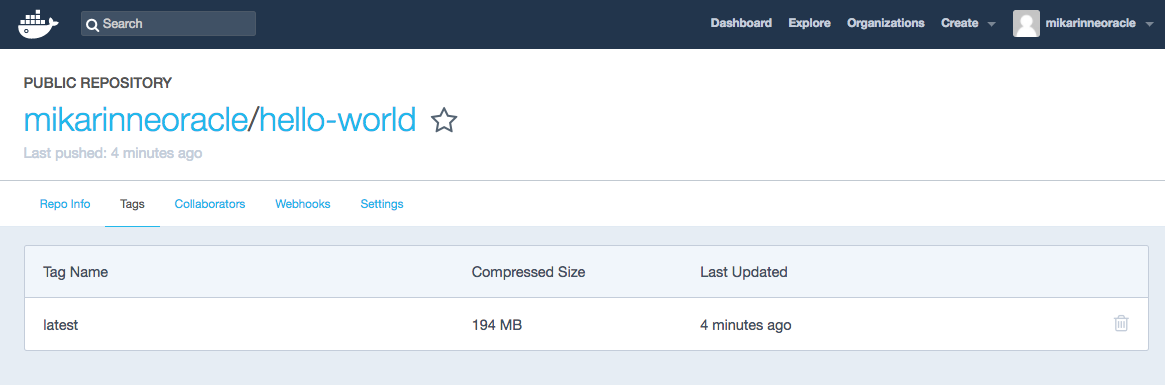 Search Dashboard Explore Organizations Create mikarinneoracle
PUBLIC REPOSITORY
mikarinneoracle/hello-world
Last pushed: 4 minutes ago
Repo Info Tags Collaborators Webhooks Settings
Tag Name Compressed Size Last Updated
latest 194 MB 4 minutes ago